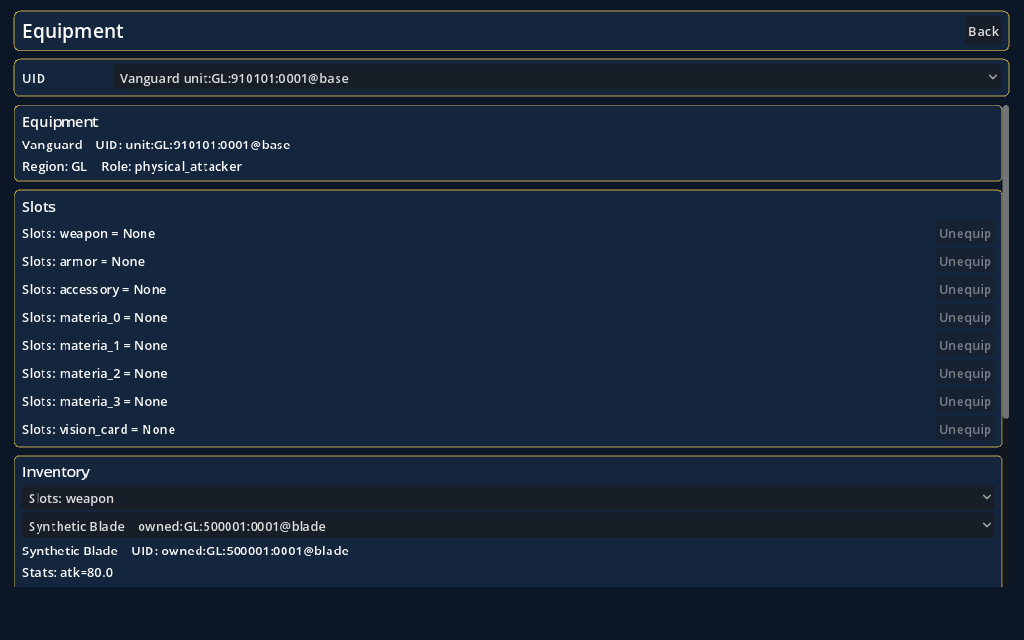 Equipment Back
UID Vanguard unit:GL:910101:0001@base
Equipment
Vanguard UID: unit:GL:910101:0001@base
Region: GL Role: physical_attacker
Slots
Slots: weapon = None Unequip
Slots: armor = None Unequip
Slots: accessory = None Unequip
Slots: materia_0 = None Unequip
Slots: materia_1 = None Unequip
Slots: materia_2 = None Unequip
Slots: materia_3 = None Unequip
Slots: vision_card = None Unequip
Inventory
Slots: weapon
Synthetic Blade owned:GL:500001:0001@blade
Synthetic Blade UID: owned:GL:500001:0001@blade
Stats: atk=80.0